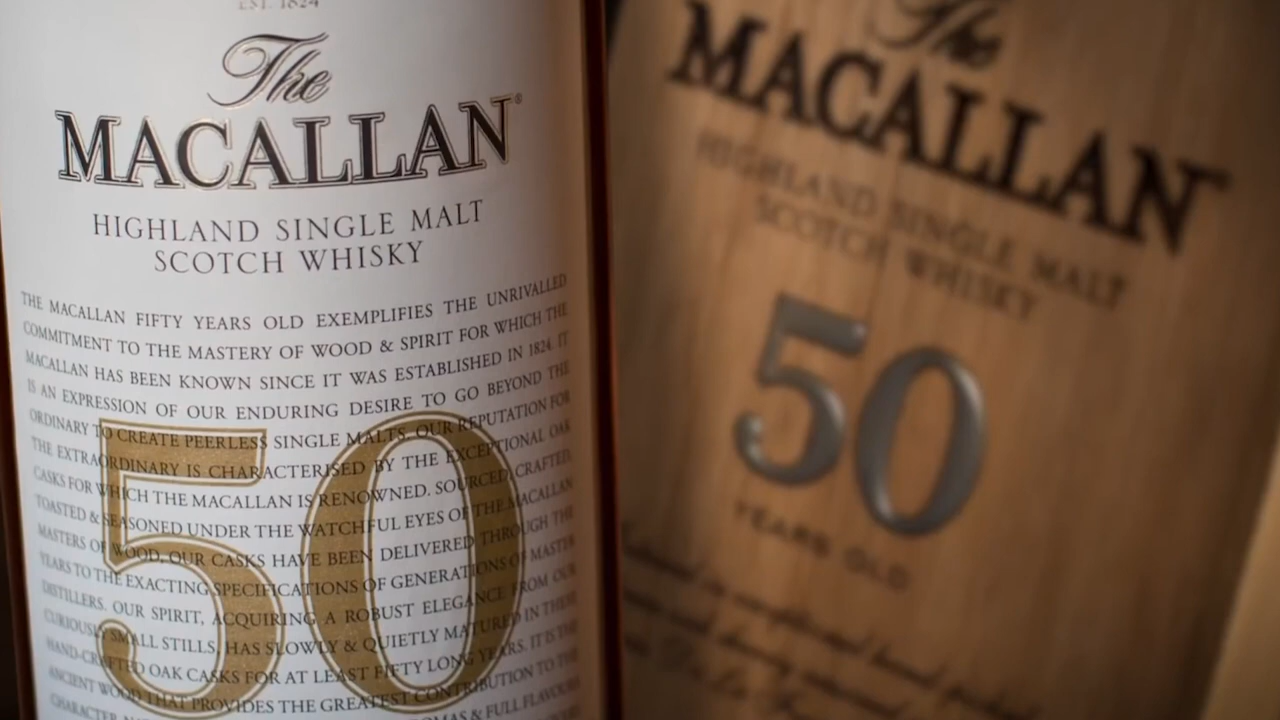 EST. 1824
The
MACALLAN®
HIGHLAND SINGLE MALT
SCOTCH WHISKY
THE MACALLAN FIFTY YEARS OLD EXEMPLIFIES THE UNRIVALLED
COMMITMENT TO THE MASTERY OF WOOD & SPIRIT FOR WHICH THE
MACALLAN HAS BEEN KNOWN SINCE IT WAS ESTABLISHED IN 1824. IT
IS AN EXPRESSION OF OUR ENDURING DESIRE TO GO BEYOND THE
ORDINARY TO CREATE PEERLESS SINGLE MALTS. OUR REPUTATION FOR
THE EXTRAORDINARY IS CHARACTERISED BY THE EXCEPTIONAL OAK
CASKS FOR WHICH THE MACALLAN IS RENOWNED. SOURCED, CRAFTED,
TOASTED & SEASONED UNDER THE WATCHFUL EYES OF THE MACALLAN
MASTERS OF WOOD, OUR CASKS HAVE BEEN DELIVERED THROUGH THE
YEARS TO THE EXACTING SPECIFICATIONS OF GENERATIONS OF MASTER
DISTILLERS. OUR SPIRIT, ACQUIRING A ROBUST ELEGANCE FROM OUR
CURIOUSLY SMALL STILLS, HAS SLOWLY & QUIETLY MATURED IN THESE
HAND-CRAFTED OAK CASKS FOR AT LEAST FIFTY LONG YEARS. IT IS THE
ANCIENT WOOD THAT PROVIDES THE GREATEST CONTRIBUTION TO THE
CHARACTER, & FULL FLAVOURS
50
The
MACALLAN
HIGHLAND SINGLE MALT
SCOTCH WHISKY
50
YEARS OLD